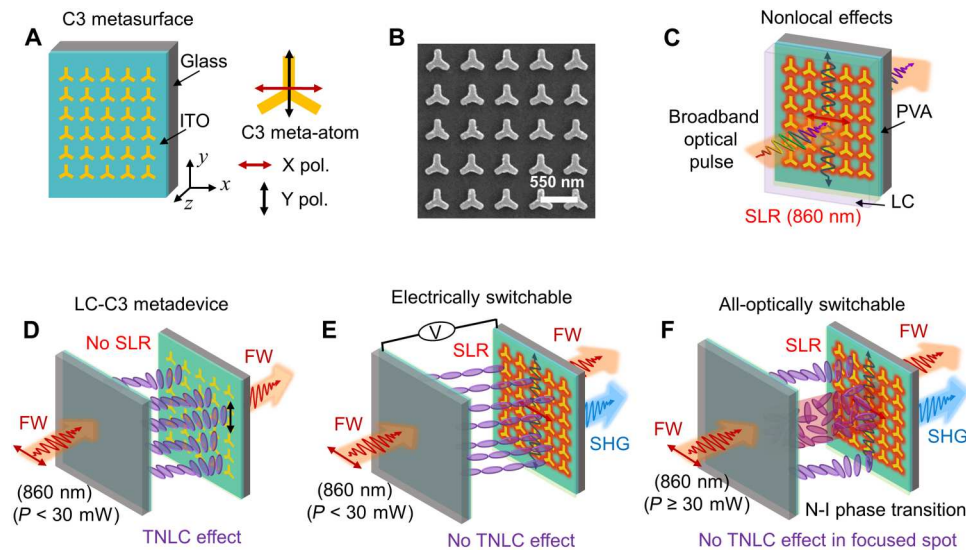 C3 metasurface
A
Glass
ITO
C3 meta-atom
X pol.
Y pol.
y
x
z
B
550 nm
Nonlocal effects
C
Broadband
optical
pulse
PVA
LC
SLR (860 nm)
LC-C3 metadevice
D
No SLR
FW
FW
(860 nm)
(P < 30 mW)
TNLC effect
Electrically switchable
E
V
SLR
FW
FW
SHG
(860 nm)
(P < 30 mW)
No TNLC effect
All-optically switchable
F
SLR
FW
FW
SHG
(860 nm)
(P ≥ 30 mW)
N-I phase transition
No TNLC effect in focused spot